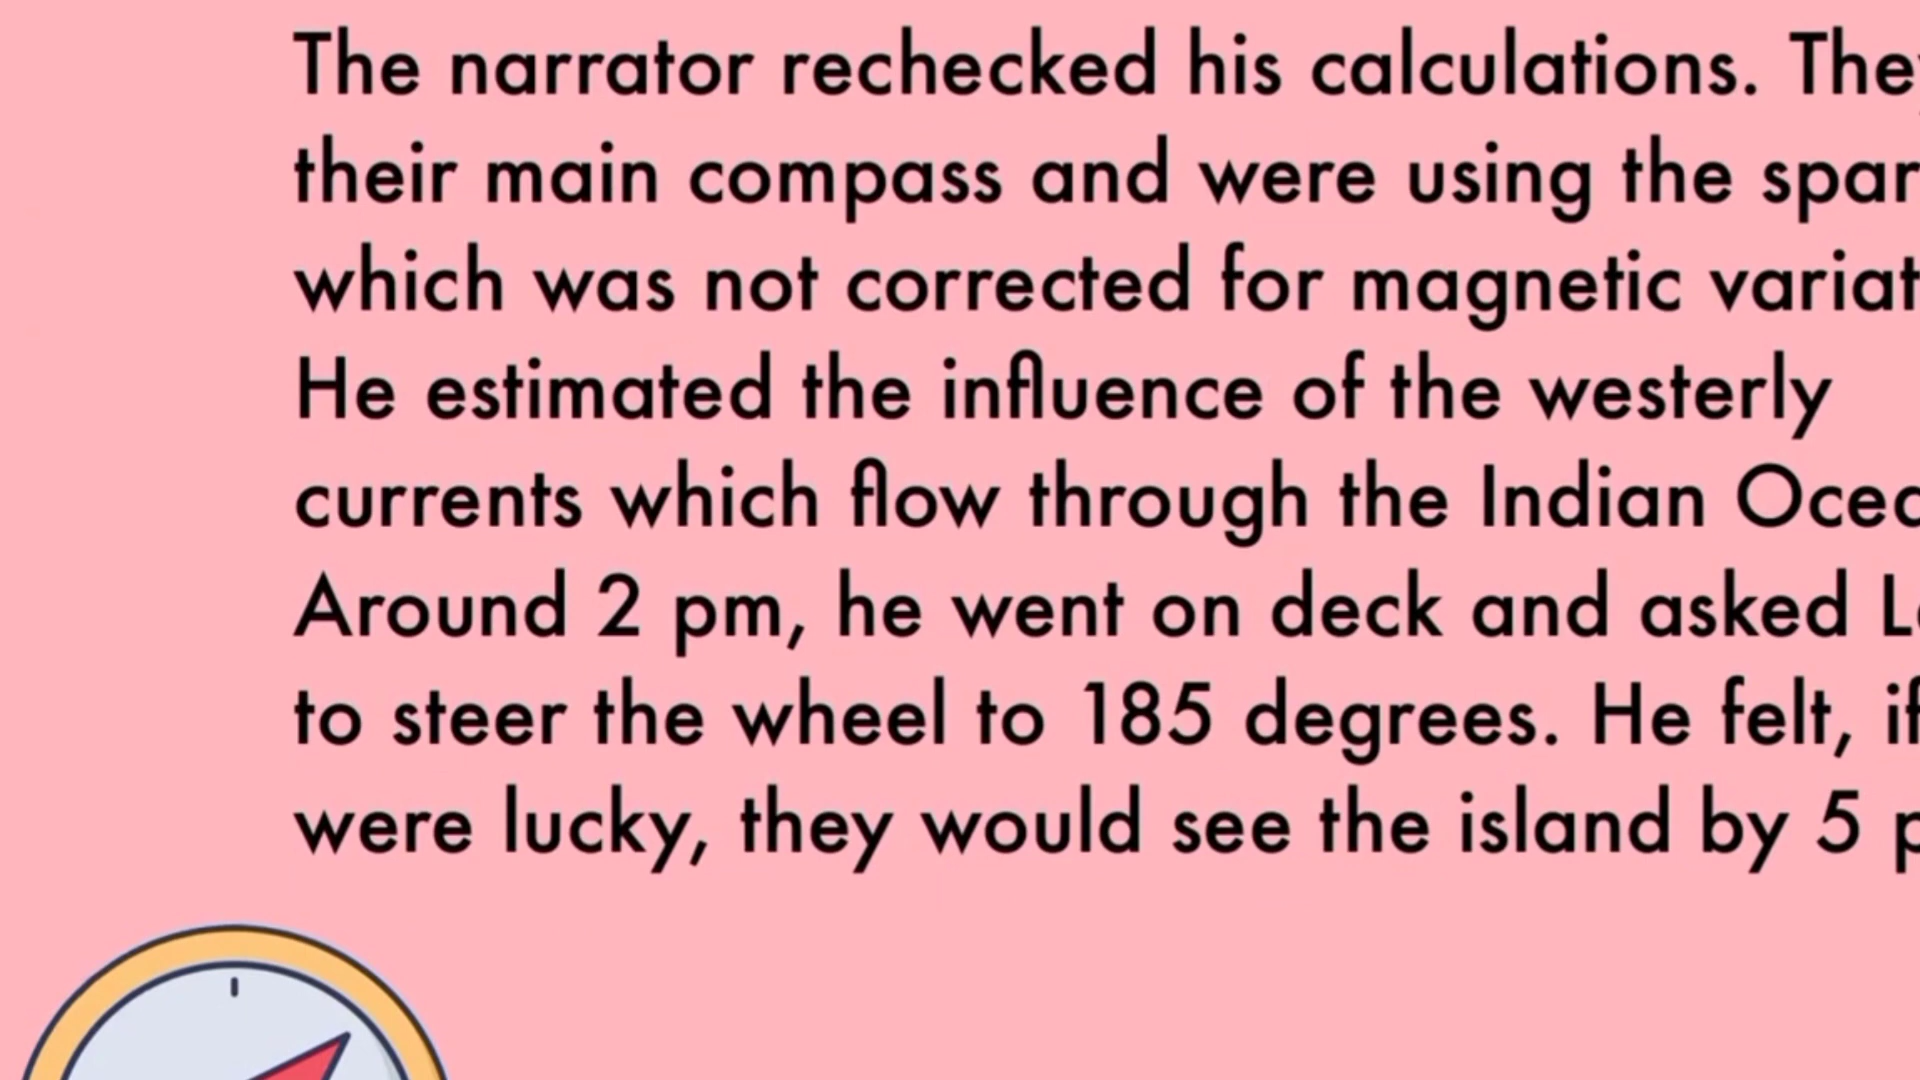 The narrator rechecked his calculations. They
their main compass and were using the spar
which was not corrected for magnetic variat
He estimated the influence of the westerly
currents which flow through the Indian Ocea
Around 2 pm, he went on deck and asked L
to steer the wheel to 185 degrees. He felt, if
were lucky, they would see the island by 5 p